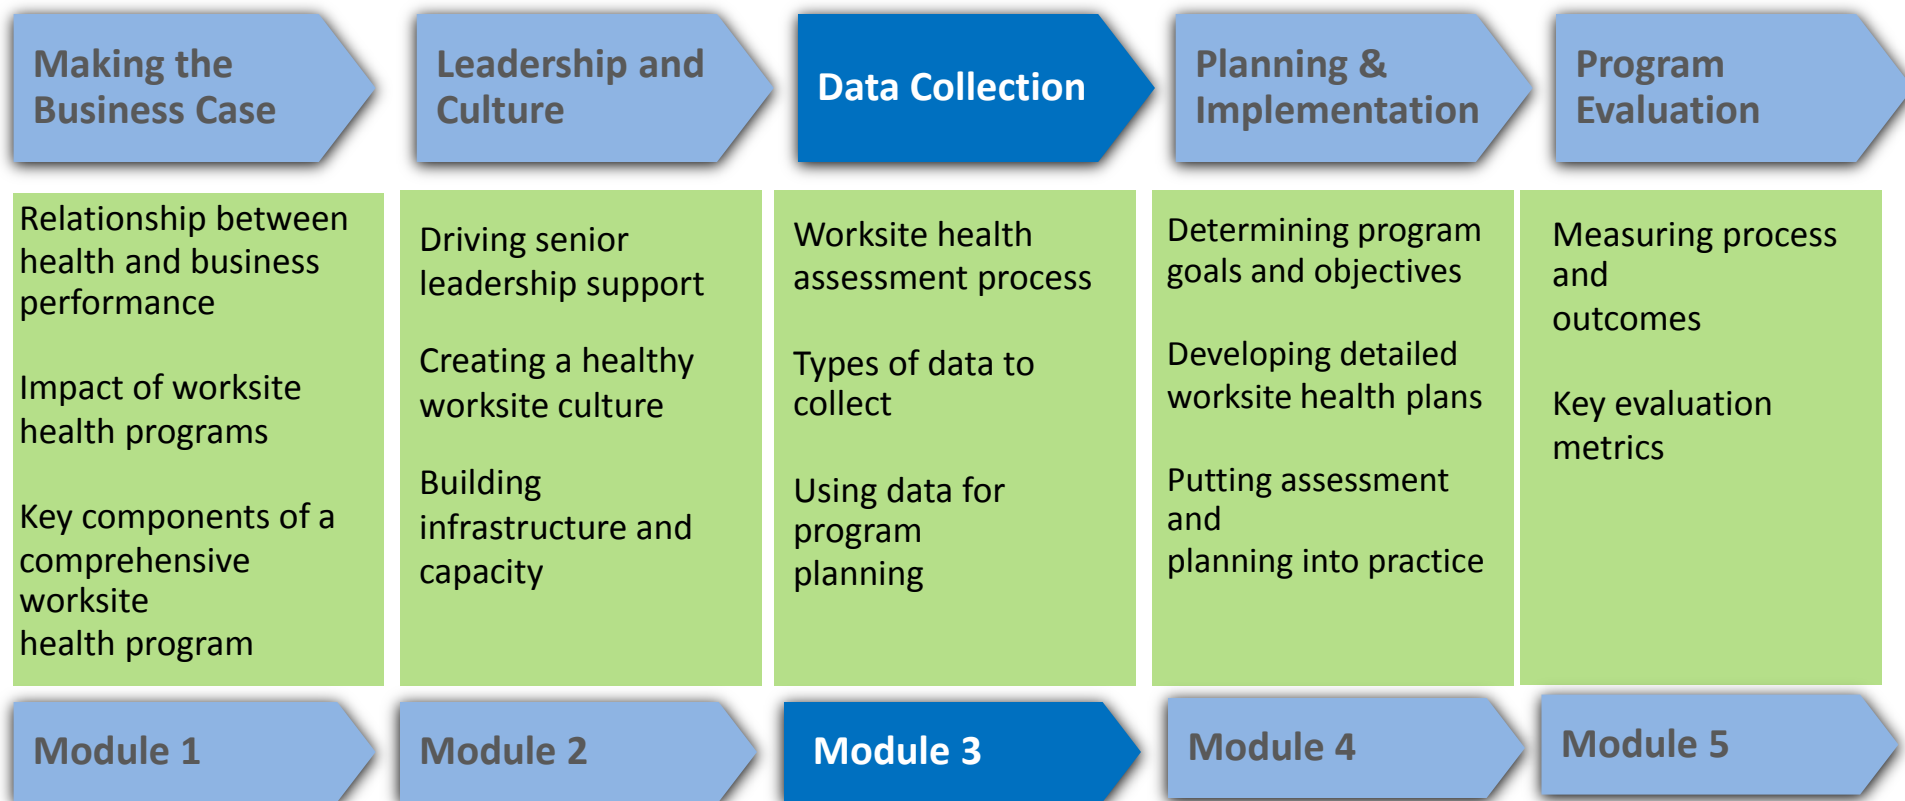 Making the
Business Case
Leadership and
Culture
Data Collection
Planning &
Implementation
Program
Evaluation
Relationship between
health and business
performance
Impact of worksite
health programs
Key components of a
comprehensive
worksite
health program
Driving senior
leadership support
Creating a healthy
worksite culture
Building
infrastructure and
capacity
Worksite health
assessment process
Types of data to
collect
Using data for
program
planning
Determining program
goals and objectives
Developing detailed
worksite health plans
Putting assessment
and
planning into practice
Measuring process
and
outcomes
Key evaluation
metrics
Module 1
Module 2
Module 3
Module 4
Module 5